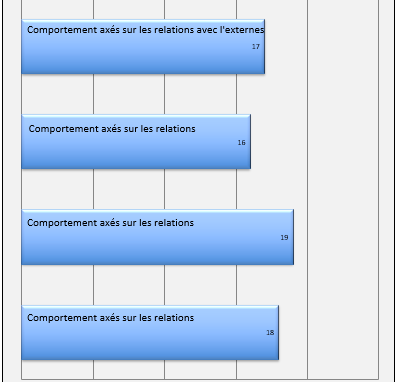 Comportement axés sur les relations avec l'externes
17
Comportement axés sur les relations
16
Comportement axés sur les relations
19
Comportement axés sur les relations
18